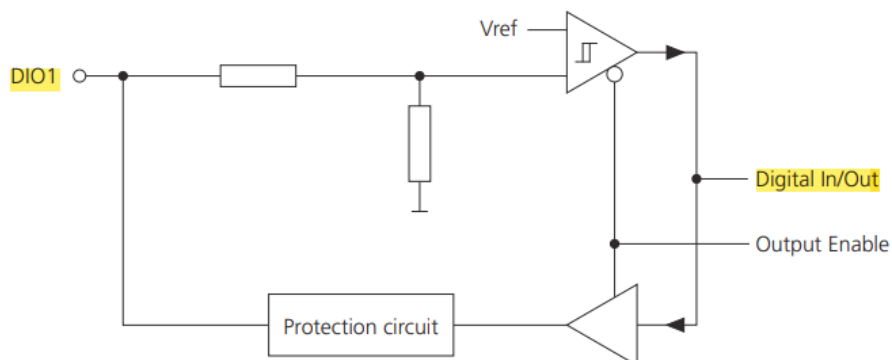 Vref
DIO1
Digital In/Out
Output Enable
Protection circuit